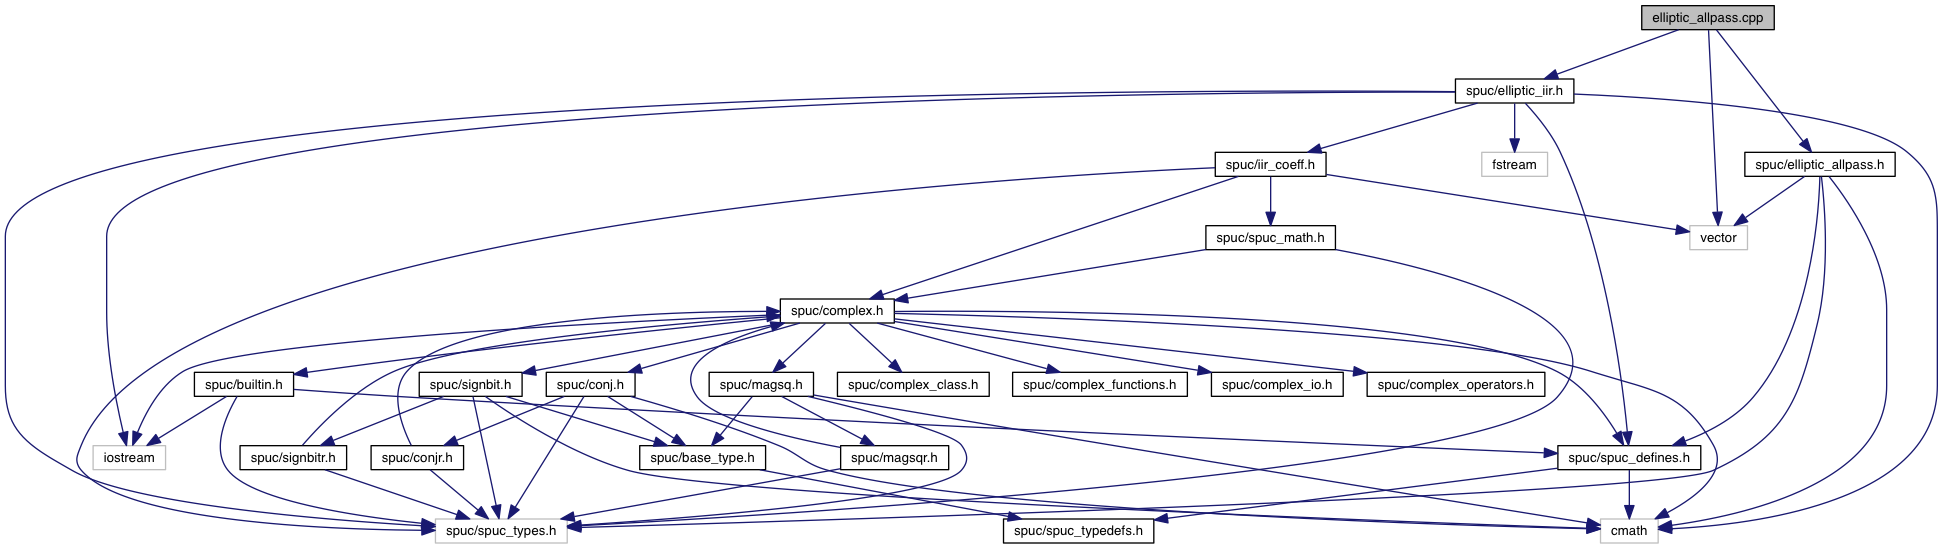 elliptic_allpass.cpp
spuc/elliptic_iir.h
spuc/iir_coeff.h
fstream
spuc/elliptic_allpass.h
spuc/spuc_math.h
vector
spuc/complex.h
spuc/builtin.h
spuc/signbit.h
spuc/conj.h
spuc/magsq.h
spuc/complex_class.h
spuc/complex_functions.h
spuc/complex_io.h
spuc/complex_operators.h
iostream
spuc/signbitr.h
spuc/conjr.h
spuc/base_type.h
spuc/magsqr.h
spuc/spuc_defines.h
spuc/spuc_types.h
spuc/spuc_typedefs.h
cmath